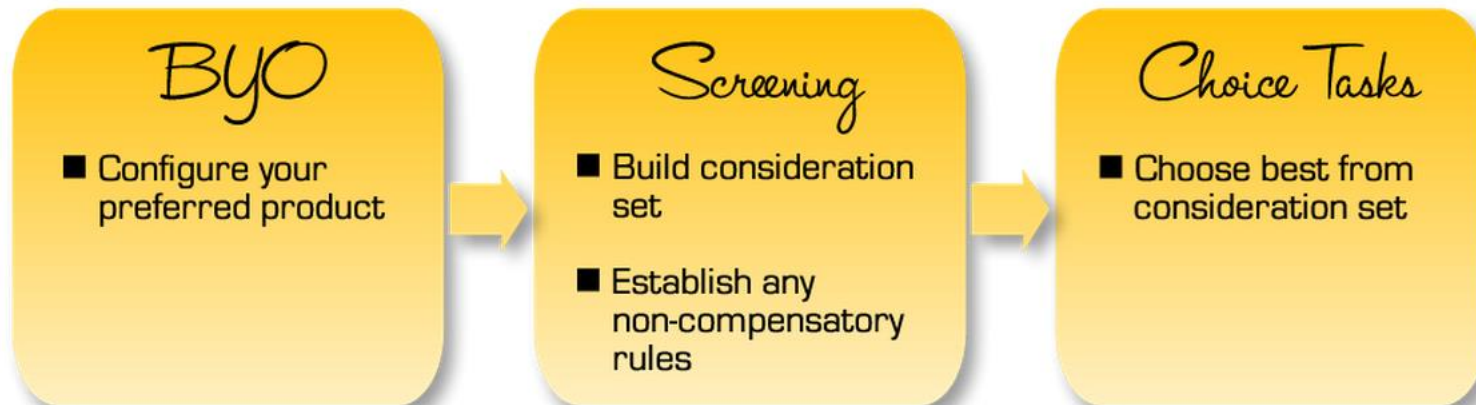 BYO
■ Configure your
preferred product
Screening
■ Build consideration
set
■ Establish any
non-compensatory
rules
Choice Tasks
■ Choose best from
consideration set